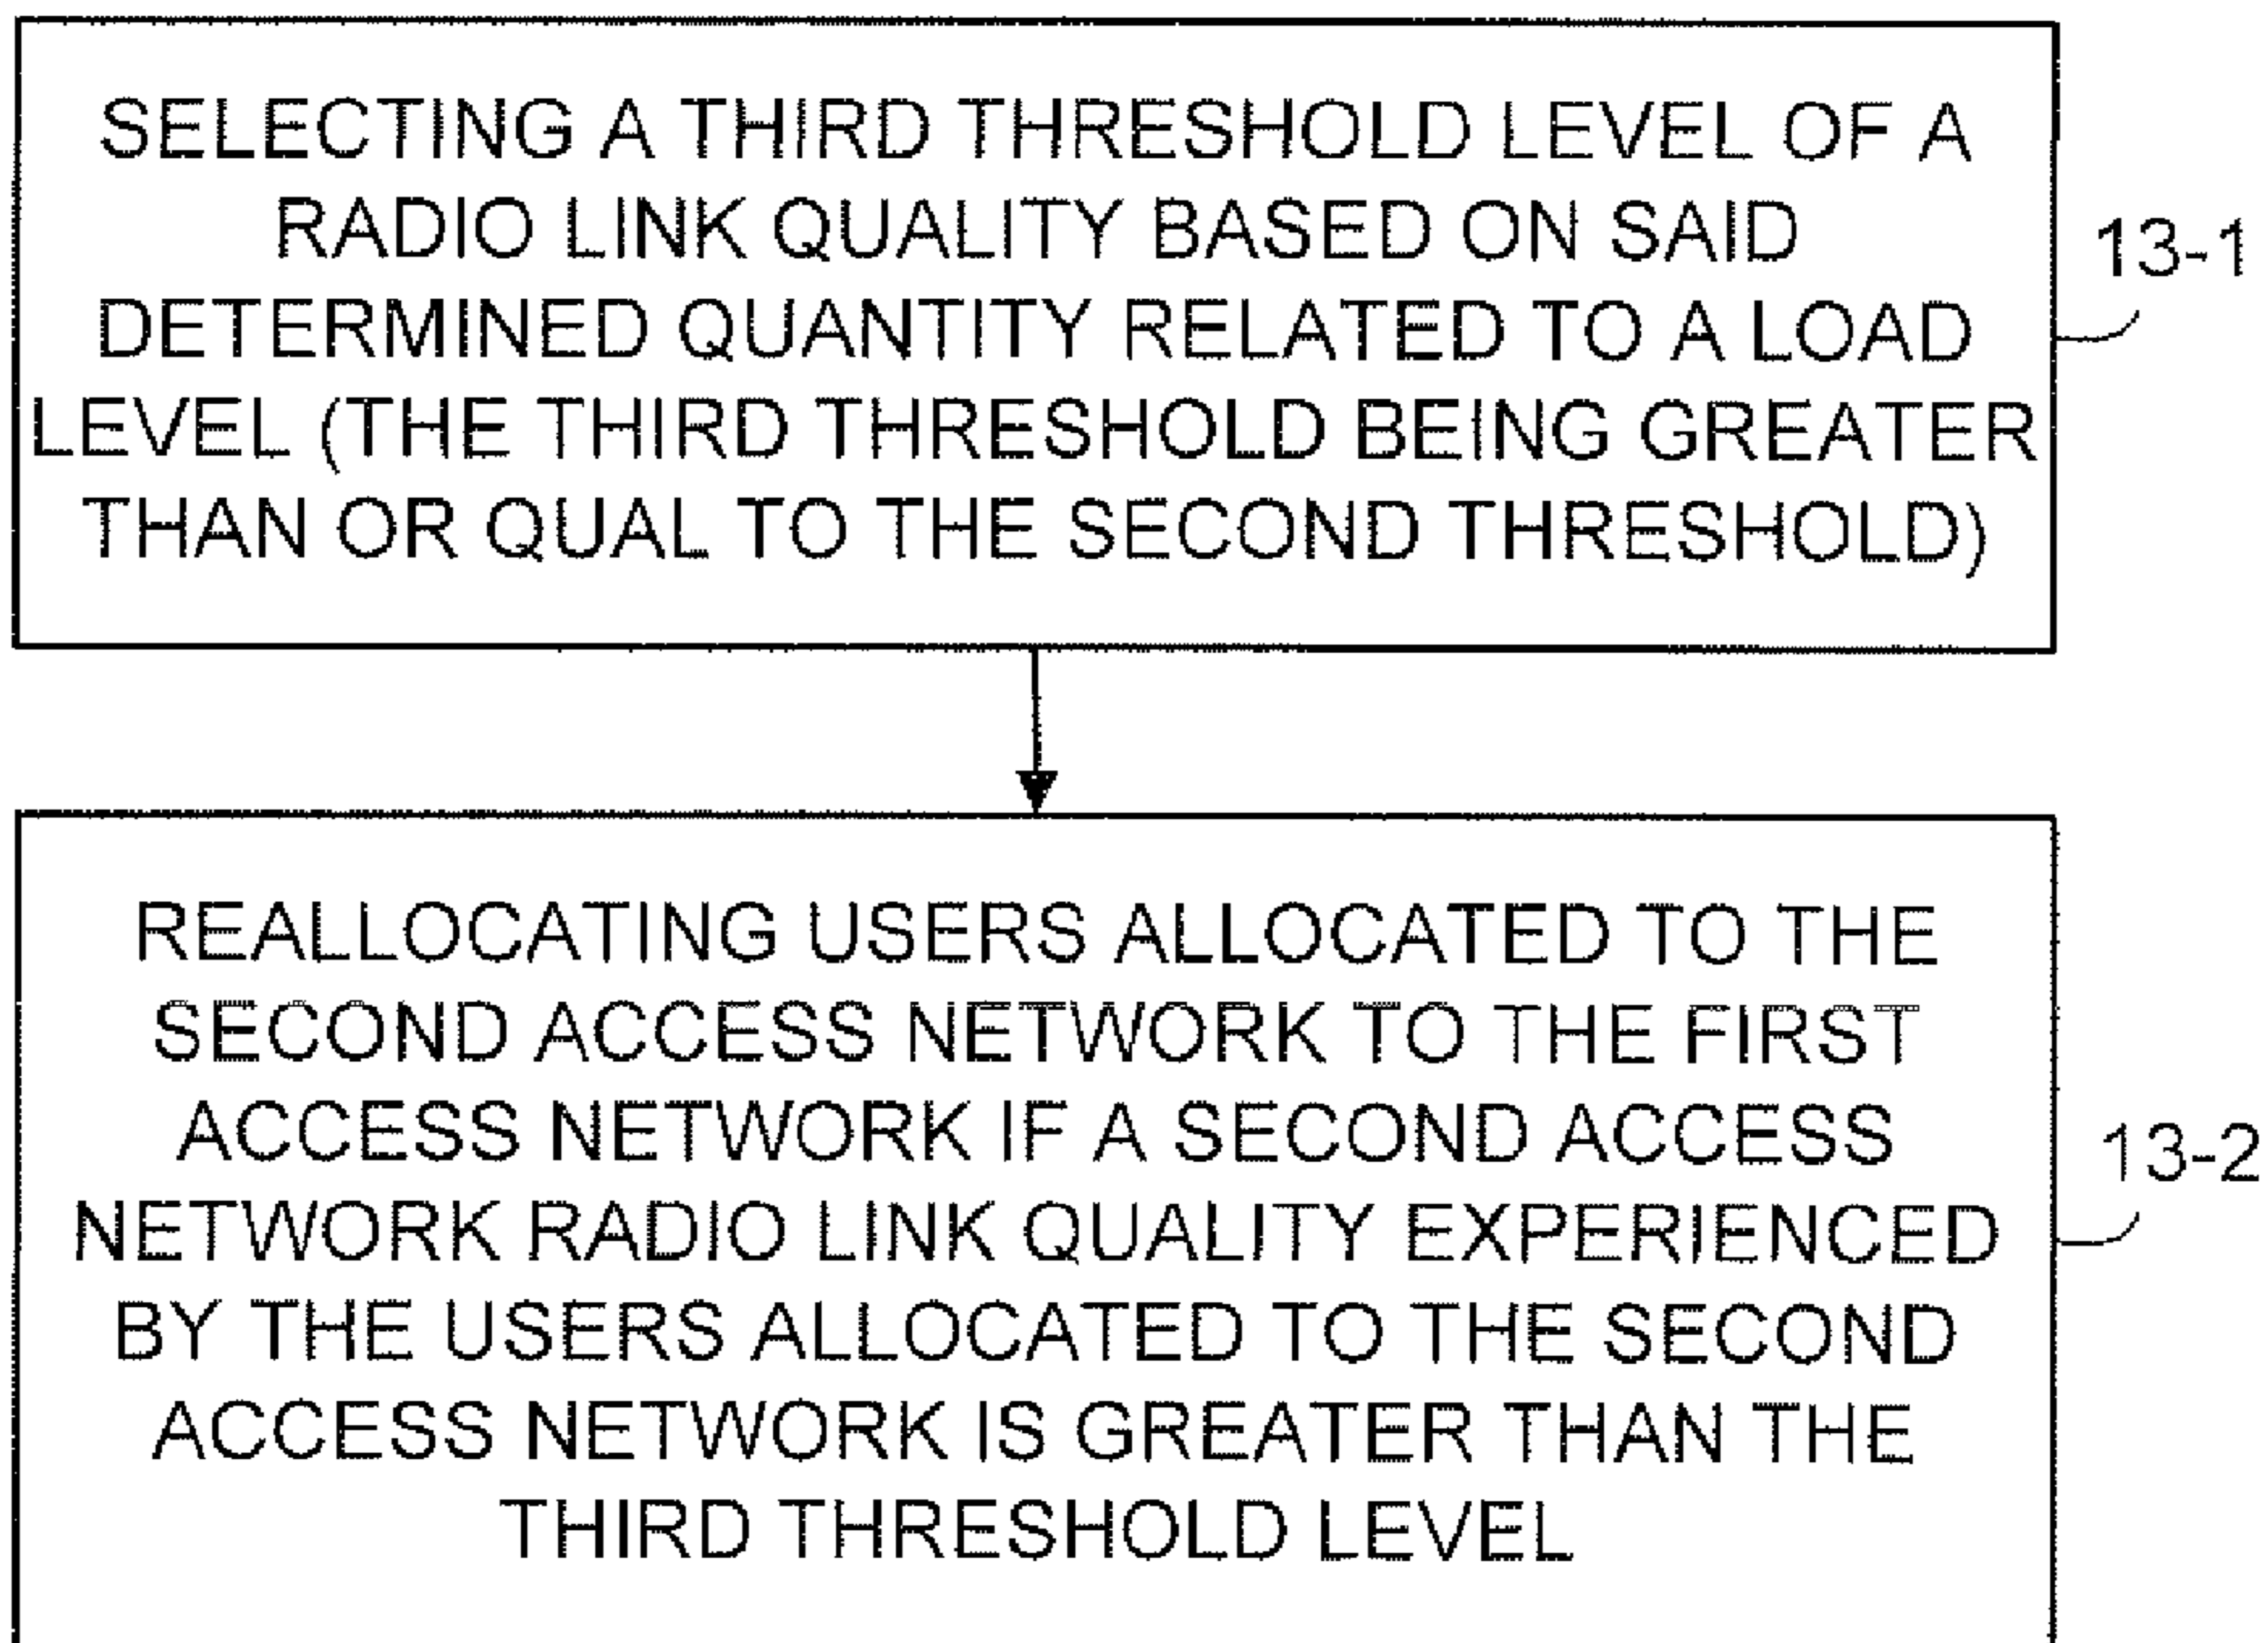 SELECTING A THIRD THRESHOLD LEVEL OF A
RADIO LINK QUALITY BASED ON SAID
DETERMINED QUANTITY RELATED TO A LOAD
LEVEL (THE THIRD THRESHOLD BEING GREATER
THAN OR QUAL TO THE SECOND THRESHOLD)
13-1
REALLOCATING USERS ALLOCATED TO THE
SECOND ACCESS NETWORK TO THE FIRST
ACCESS NETWORK IF A SECOND ACCESS
NETWORK RADIO LINK QUALITY EXPERIENCED
BY THE USERS ALLOCATED TO THE SECOND
ACCESS NETWORK IS GREATER THAN THE
THIRD THRESHOLD LEVEL
13-2